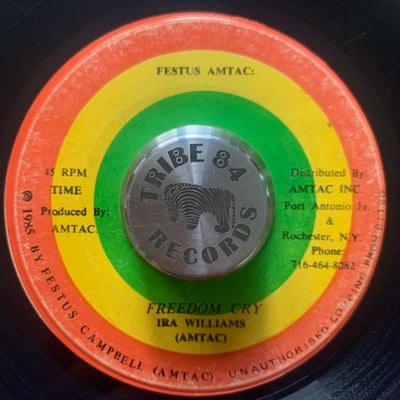 FESTUS AMTAC:
45 RPM
TIME
Produced By:
AMTAC.
TRIBE 84
RECORDS
Distributed By
AMTAC INC.
Port Antonio Ja.
&
Rochester, N.Y.
Phone:
716-464-8082
FREEDOM CRY
IRA WILLIAMS
(AMTAC)
℗ 1985 BY FESTUS CAMPBELL (AMTAC) UNAUTHORISED COPYING PROHIBITED